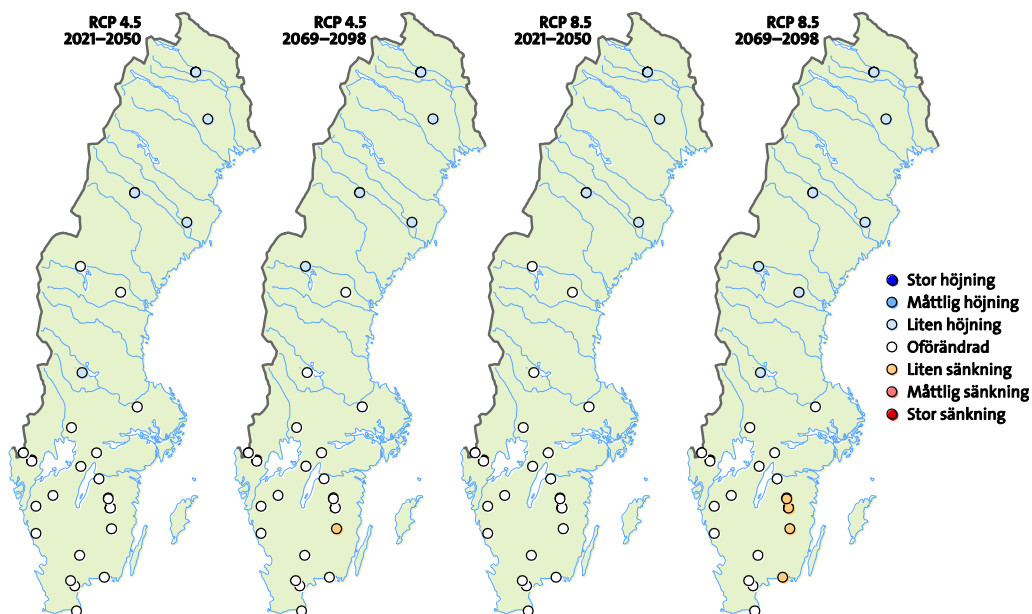 RCP 4.5
2021–2050
RCP 4.5
2069–2098
RCP 8.5
2021–2050
RCP 8.5
2069–2098
Stor höjning
Måttlig höjning
Liten höjning
Oförändrad
Liten sänkning
Måttlig sänkning
Stor sänkning